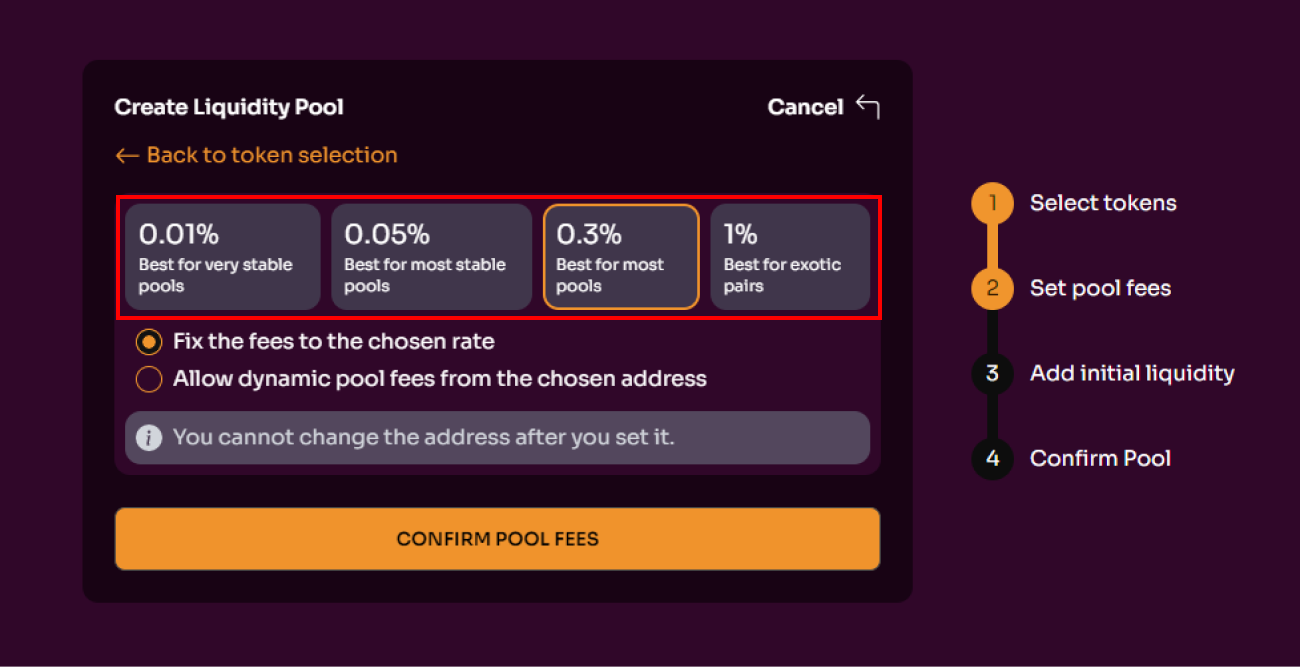 Create Liquidity Pool
Cancel
← Back to token selection
0.01%
Best for very stable
pools
0.05%
Best for most stable
pools
0.3%
Best for most
pools
1%
Best for exotic
pairs
Fix the fees to the chosen rate
Allow dynamic pool fees from the chosen address
i You cannot change the address after you set it.
CONFIRM POOL FEES
1 Select tokens
2 Set pool fees
3 Add initial liquidity
4 Confirm Pool